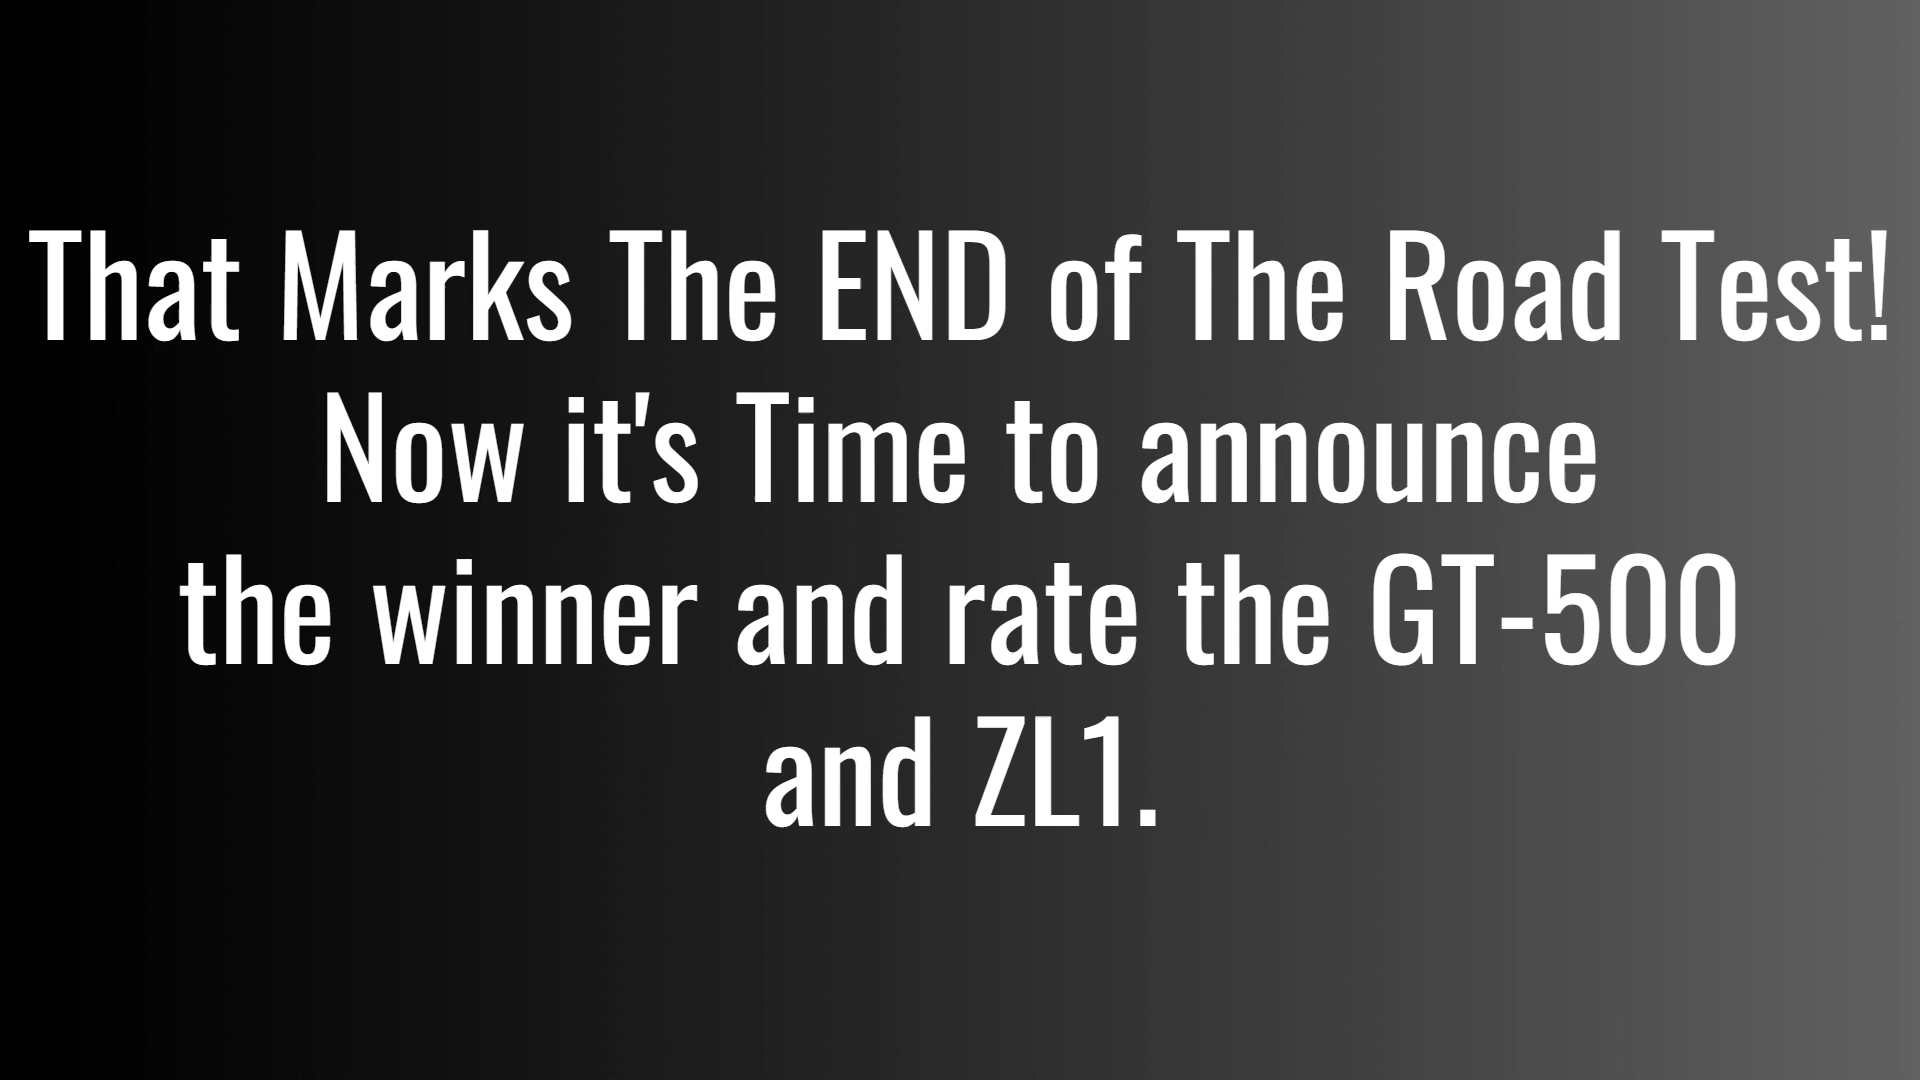 That Marks The END of The Road Test!
Now it's Time to announce
the winner and rate the GT-500
and ZL1.